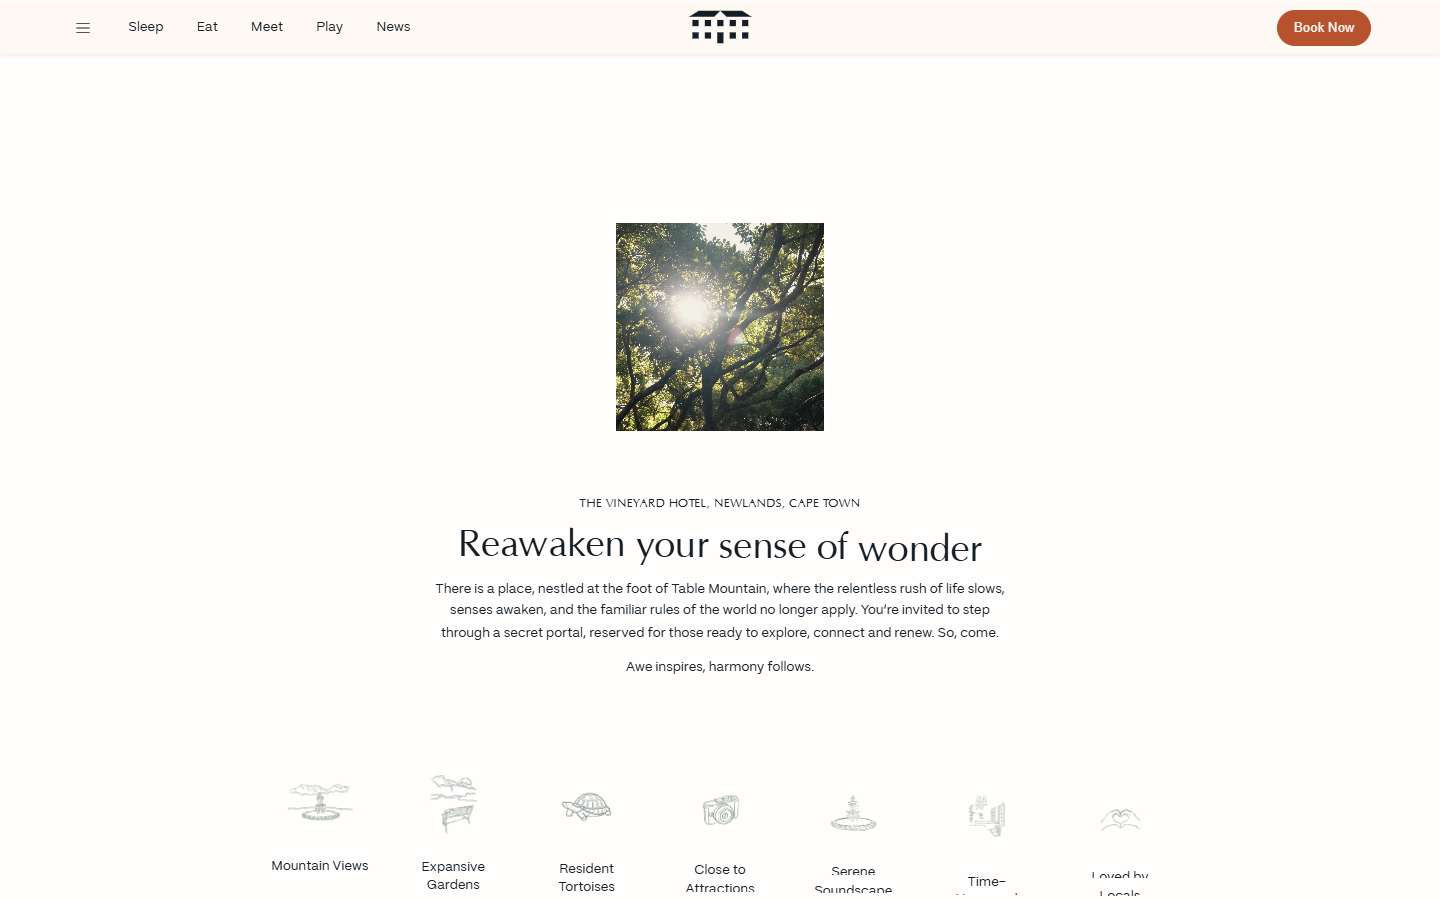 Sleep
Eat
Meet
Play
News
Book Now
THE VINEYARD HOTEL, NEWLANDS, CAPE TOWN
Reawaken your sense of wonder
There is a place, nestled at the foot of Table Mountain, where the relentless rush of life slows,
senses awaken, and the familiar rules of the world no longer apply. You’re invited to step
through a secret portal, reserved for those ready to explore, connect and renew. So, come.
Awe inspires, harmony follows.
Mountain Views
Expansive
Gardens
Resident
Tortoises
Close to
Attractions
Serene
Soundscape
Time–
Loved by
Locals